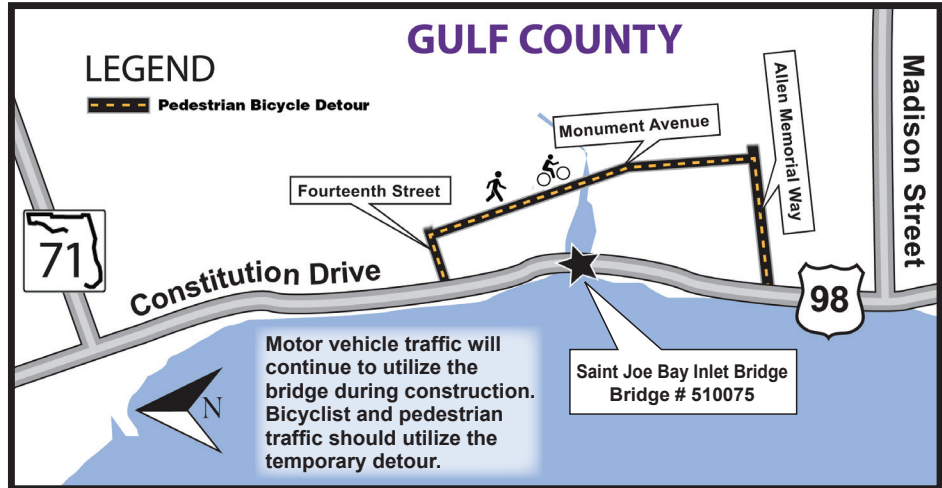 GULF COUNTY
LEGEND
Pedestrian Bicycle Detour
Monument Avenue
Allen Memorial Way
Madison Street
Fourteenth Street
71
Constitution Drive
98
Motor vehicle traffic will
continue to utilize the
bridge during construction.
Bicyclist and pedestrian
traffic should utilize the
temporary detour.
Saint Joe Bay Inlet Bridge
Bridge # 510075
N